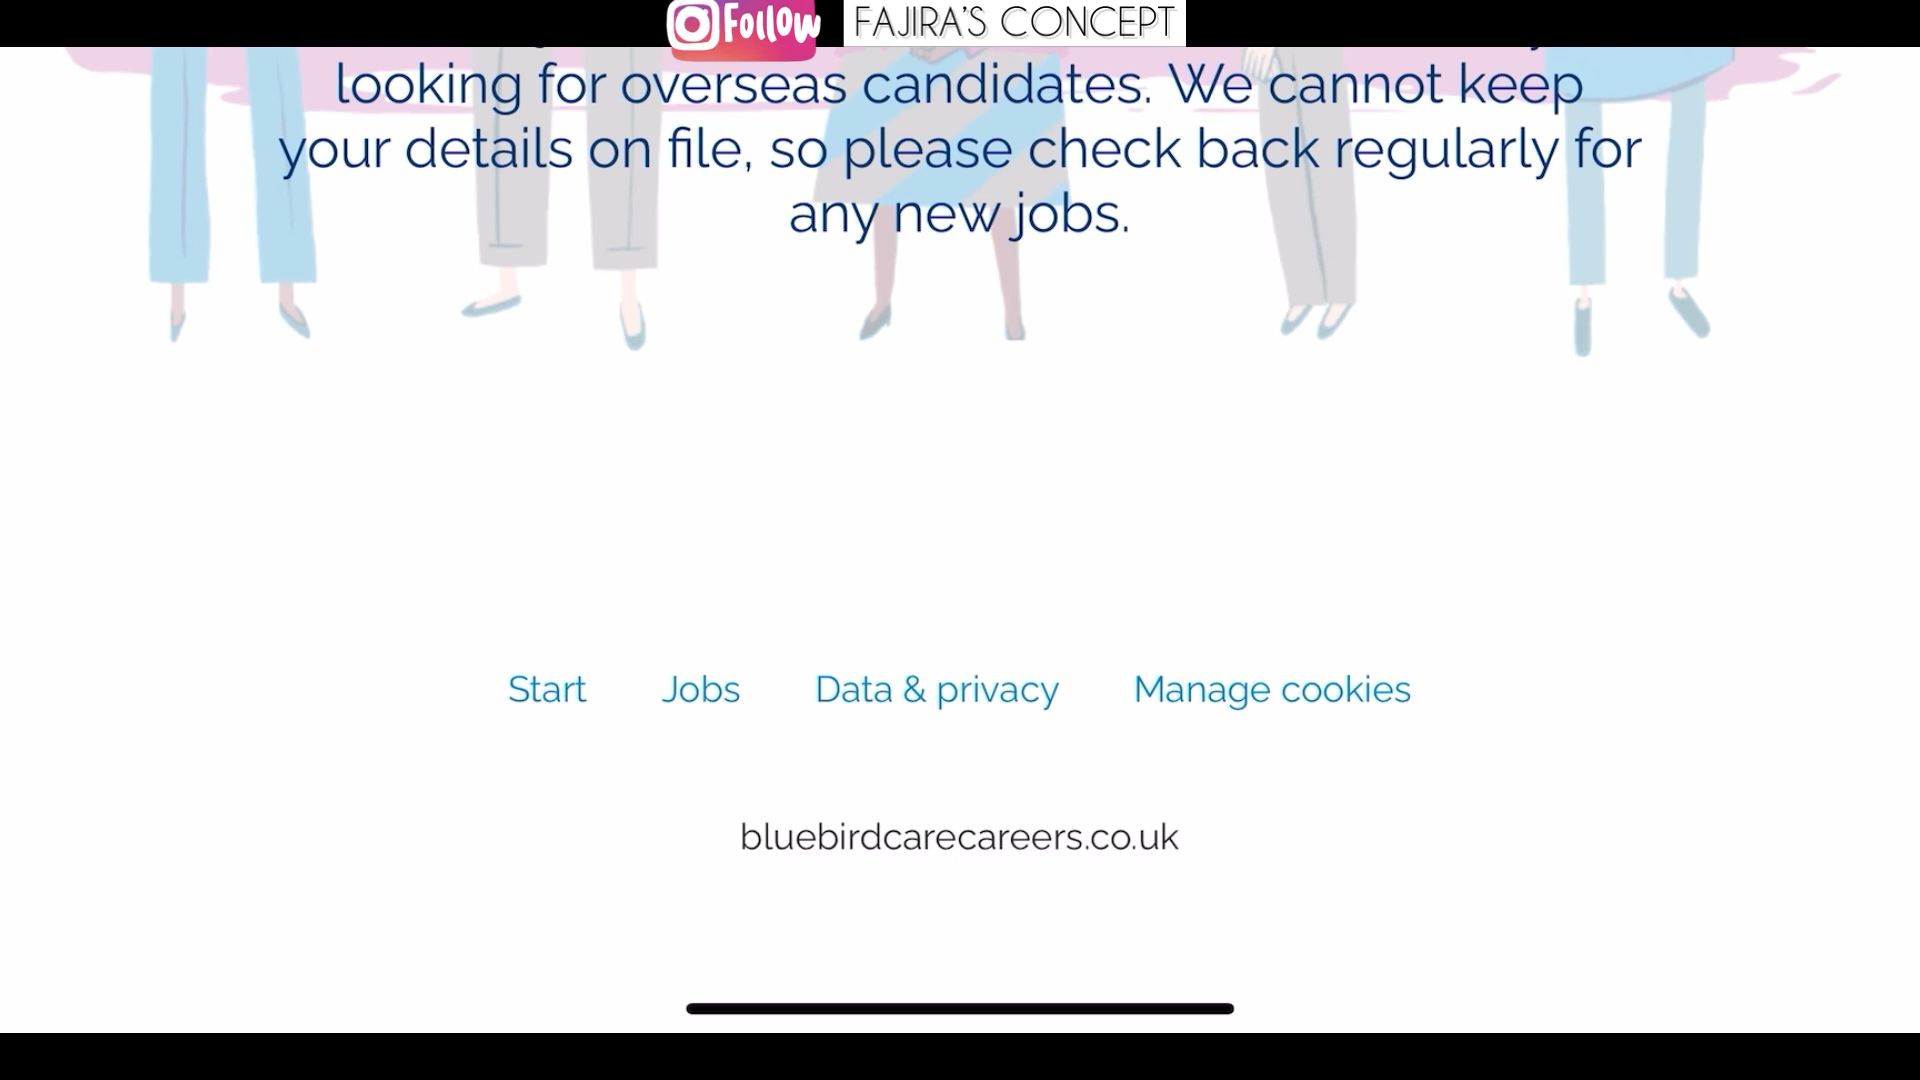 Follow FAJIRA'S CONCEPT
looking for overseas candidates. We cannot keep
your details on file, so please check back regularly for
any new jobs.
Start Jobs Data & privacy Manage cookies
bluebirdcarecareers.co.uk